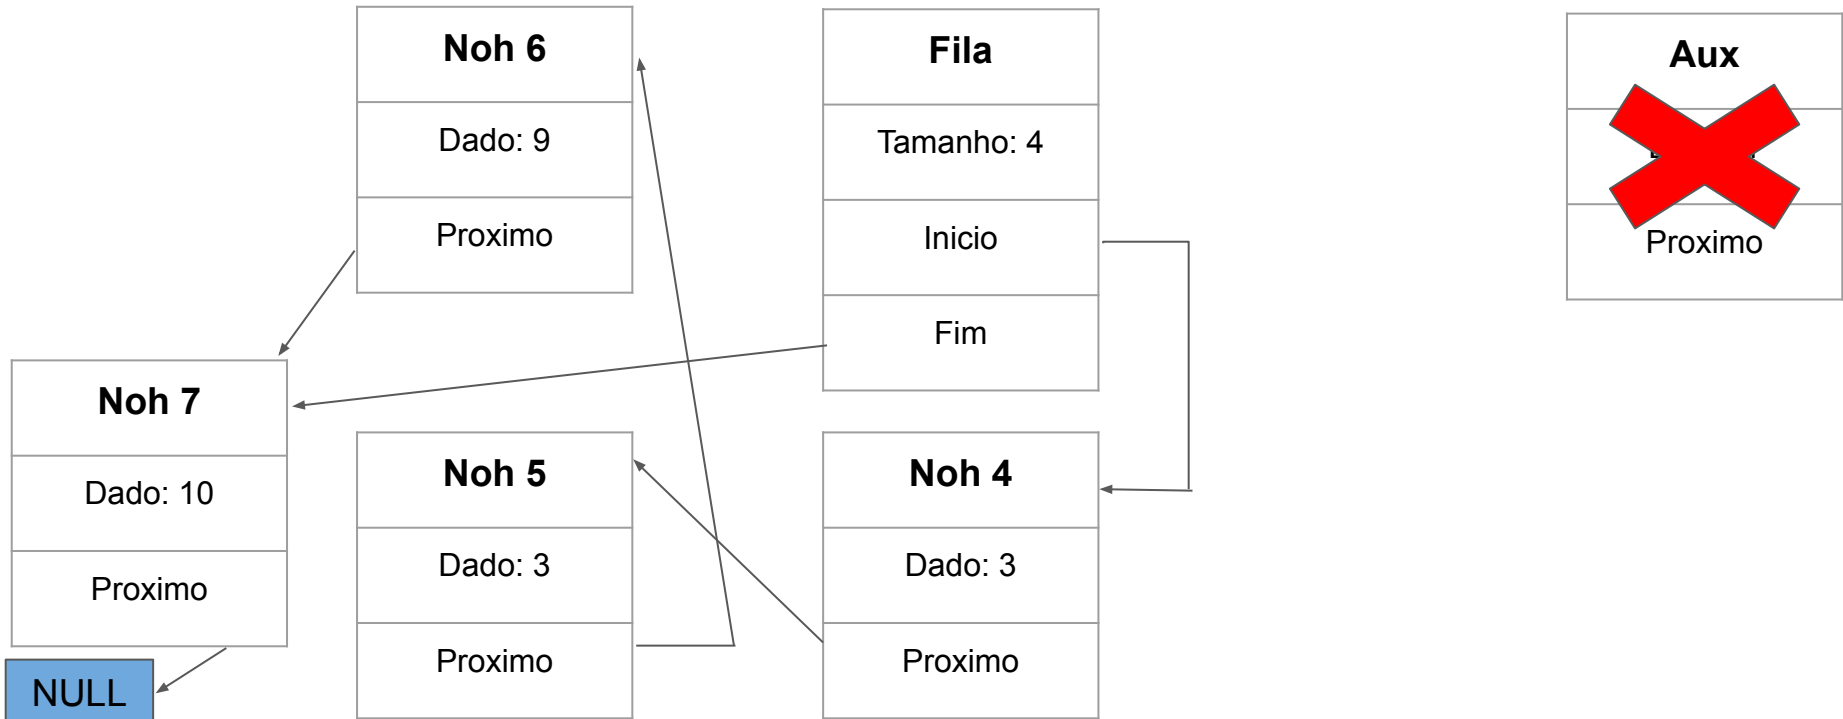 Noh 6
Dado: 9
Proximo
Fila
Tamanho: 4
Inicio
Fim
Aux
Proximo
Noh 7
Dado: 10
Proximo
NULL
Noh 5
Dado: 3
Proximo
Noh 4
Dado: 3
Proximo